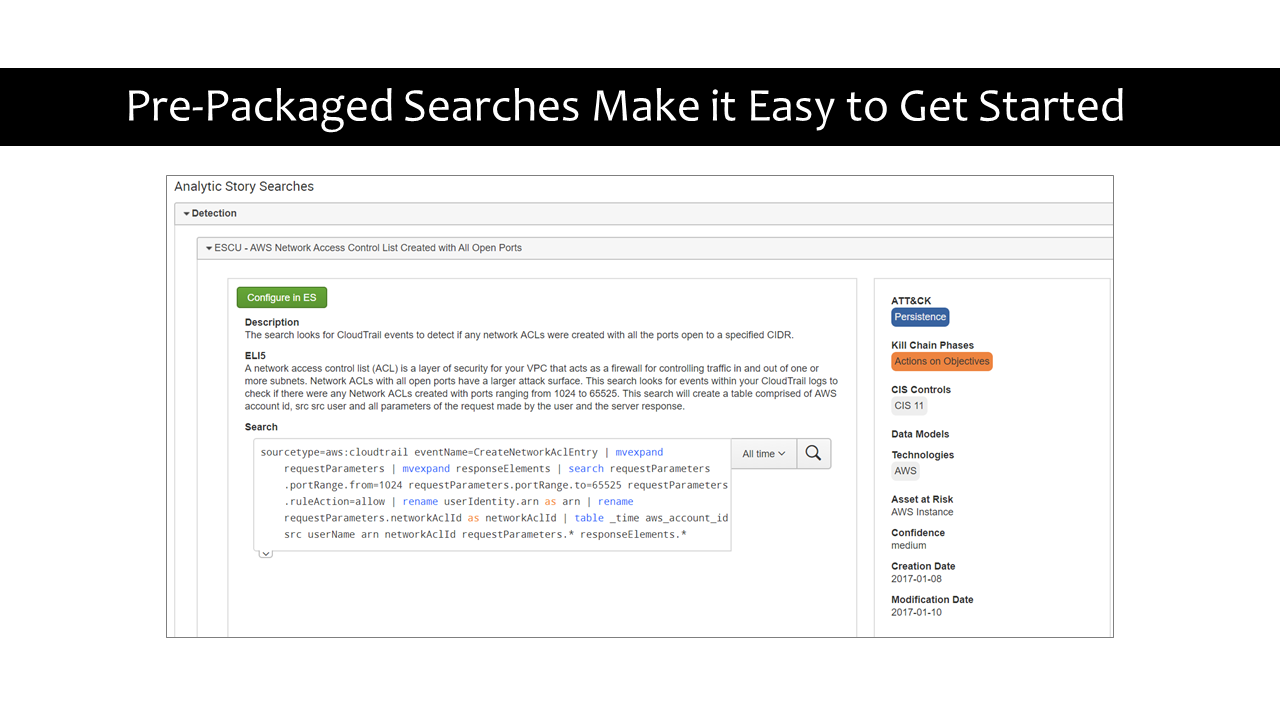 Pre-Packaged Searches Make it Easy to Get Started
Analytic Story Searches
Detection
ESCU - AWS Network Access Control List Created with All Open Ports
Configure in ES
Description
The search looks for CloudTrail events to detect if any network ACLs were created with all the ports open to a specified CIDR.
ELI5
A network access control list (ACL) is a layer of security for your VPC that acts as a firewall for controlling traffic in and out of one or
more subnets. Network ACLs with all open ports have a larger attack surface. This search looks for events within your CloudTrail logs to
check if there were any Network ACLs created with ports ranging from 1024 to 65525. This search will create a table comprised of AWS
account id, src src user and all parameters of the request made by the user and the server response.
Search
sourcetype=aws:cloudtrail eventName=CreateNetworkAclEntry | mvexpand
requestParameters | mvexpand responseElements | search requestParameters
.portRange.from=1024 requestParameters.portRange.to=65525 requestParameters
.ruleAction=allow | rename userIdentity.arn as arn | rename
requestParameters.networkAclId as networkAclId | table _time aws_account_id
src userName arn networkAclId requestParameters.* responseElements.*
All time
ATT&CK
Persistence
Kill Chain Phases
Actions on Objectives
CIS Controls
CIS 11
Data Models
Technologies
AWS
Asset at Risk
AWS Instance
Confidence
medium
Creation Date
2017-01-08
Modification Date
2017-01-10